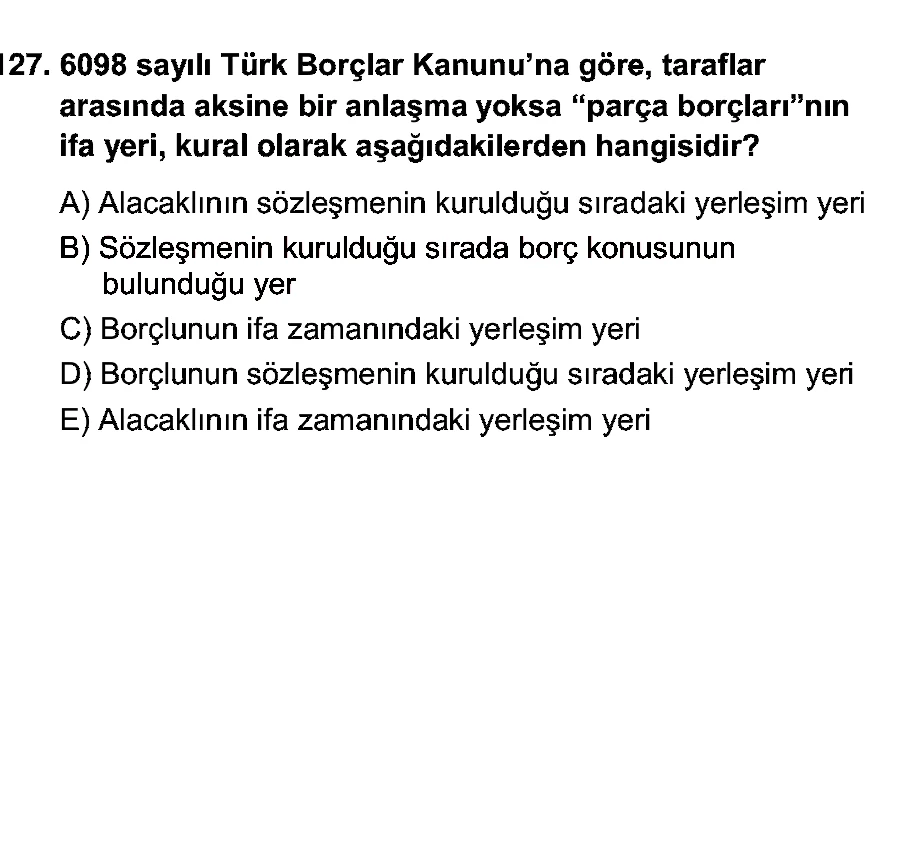 127. 6098 sayılı Türk Borçlar Kanunu’na göre, taraflar
arasında aksine bir anlaşma yoksa “parça borçları”nın
ifa yeri, kural olarak aşağıdakilerden hangisidir?
A) Alacaklının sözleşmenin kurulduğu sıradaki yerleşim yeri
B) Sözleşmenin kurulduğu sırada borç konusunun
bulunduğu yer
C) Borçlunun ifa zamanındaki yerleşim yeri
D) Borçlunun sözleşmenin kurulduğu sıradaki yerleşim yeri
E) Alacaklının ifa zamanındaki yerleşim yeri